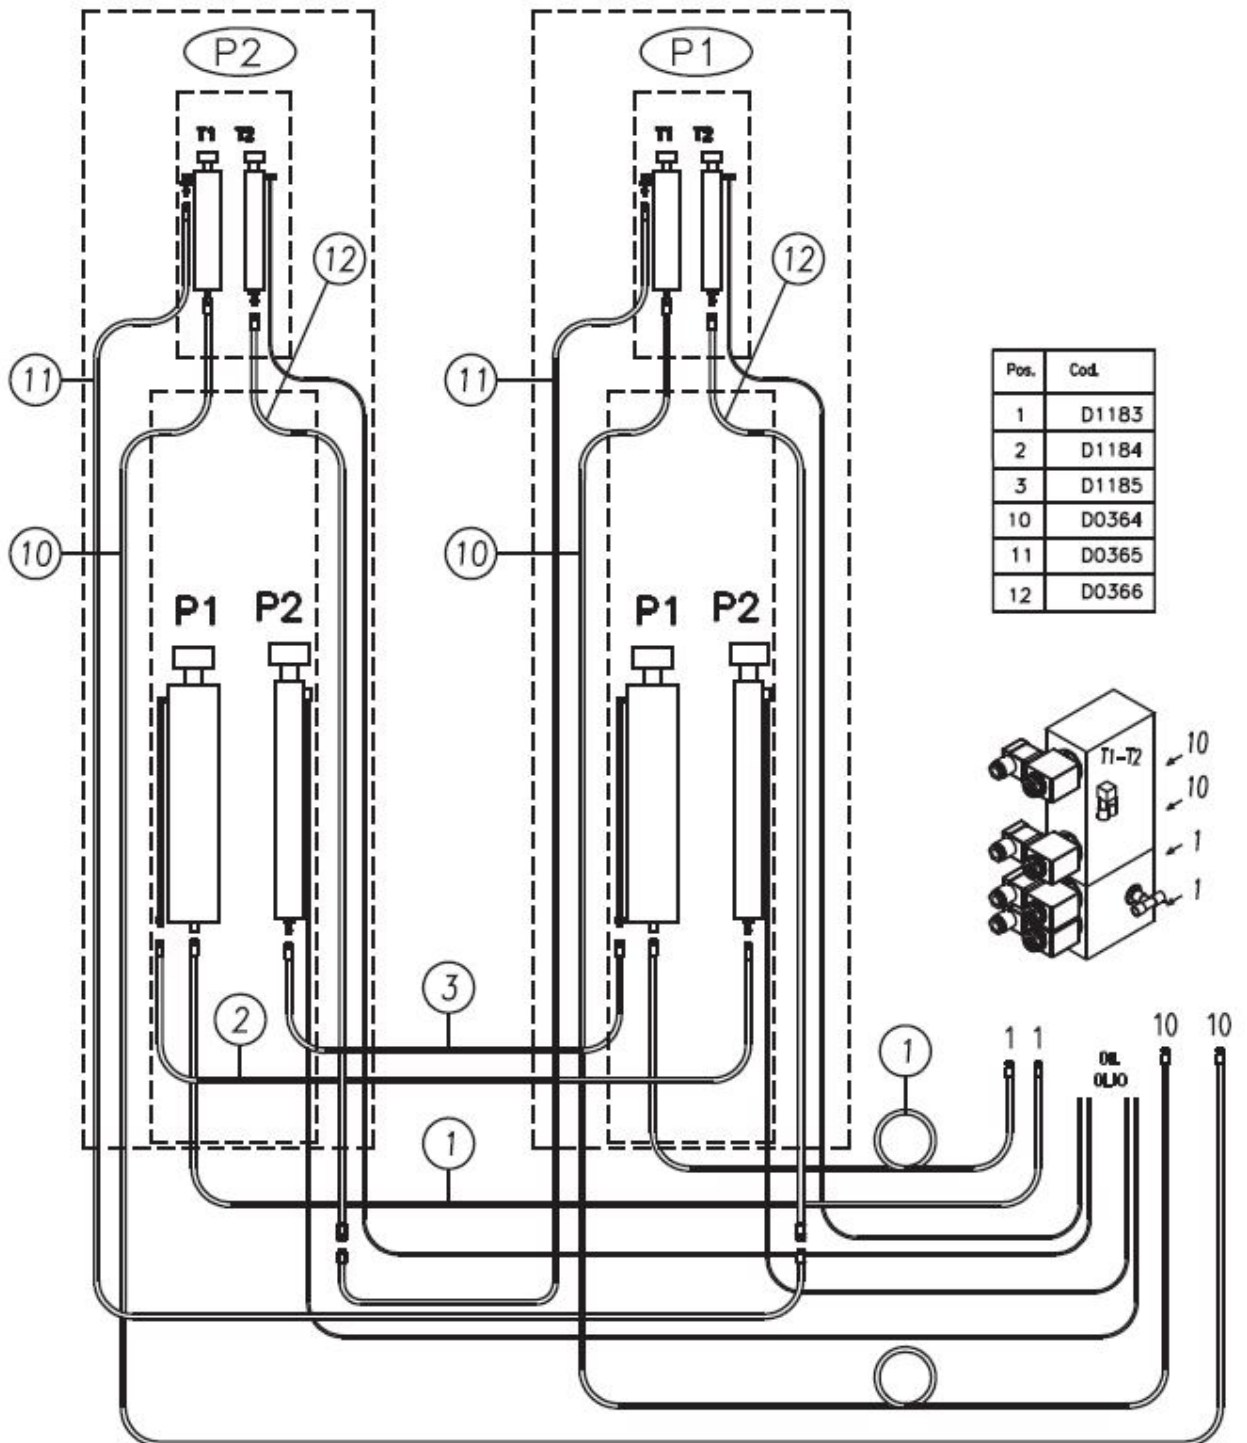 P2 P1
T1 T2 T1 T2
12 12
11 11
Pos. Cod.
1 D1183
2 D1184
3 D1185
10 D0364
11 D0365
12 D0366
10 10
P1 P2 P1 P2
T1-T2
10
10
1
1
3
2
1
1 1 10 10
OIL
OLIO
1